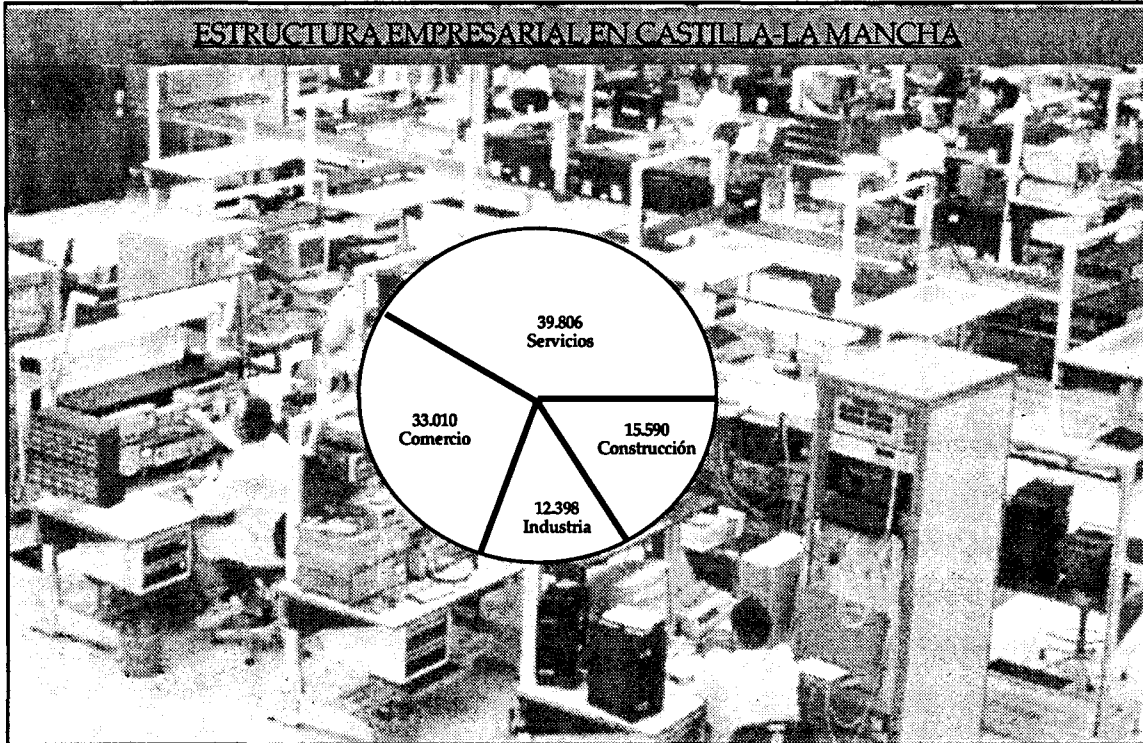 ESTRUCTURA EMPRESARIAL EN CASTILLA-LA MANCHA
39.806
Servicios
33.010
Comercio
15.590
Construcción
12.398
Industria